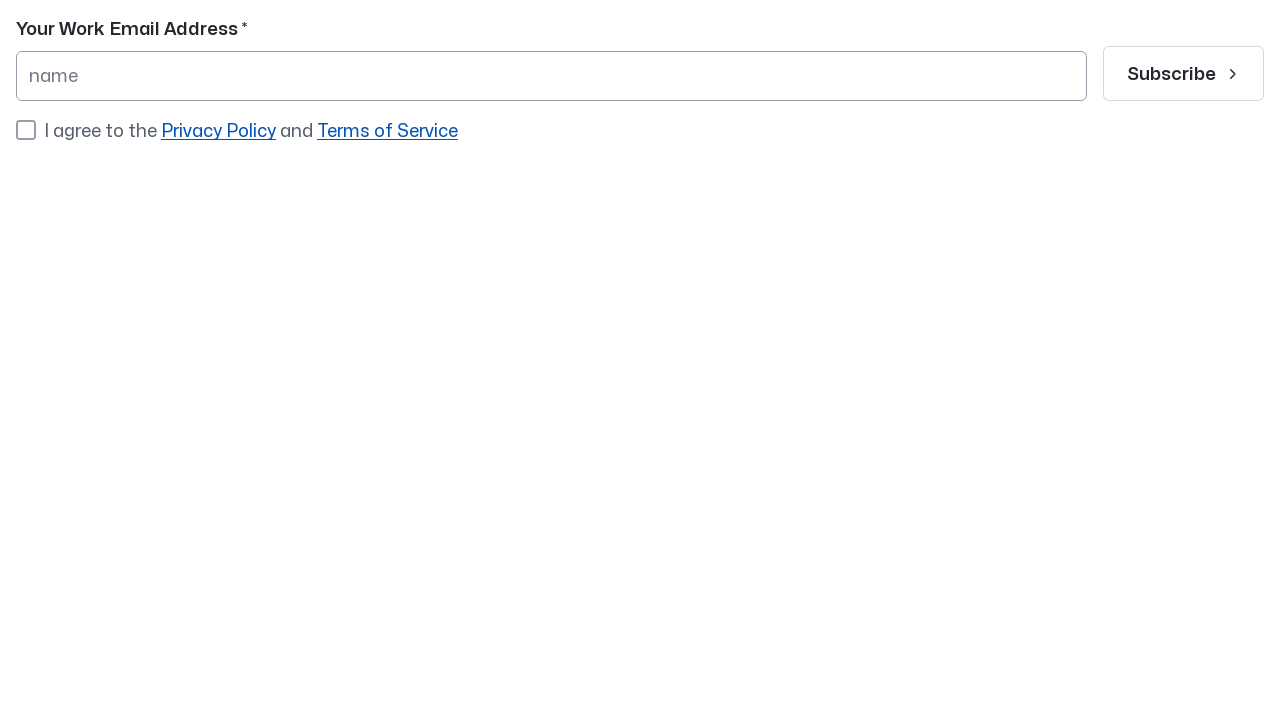 Your Work Email Address *
name
Subscribe
I agree to the Privacy Policy and Terms of Service